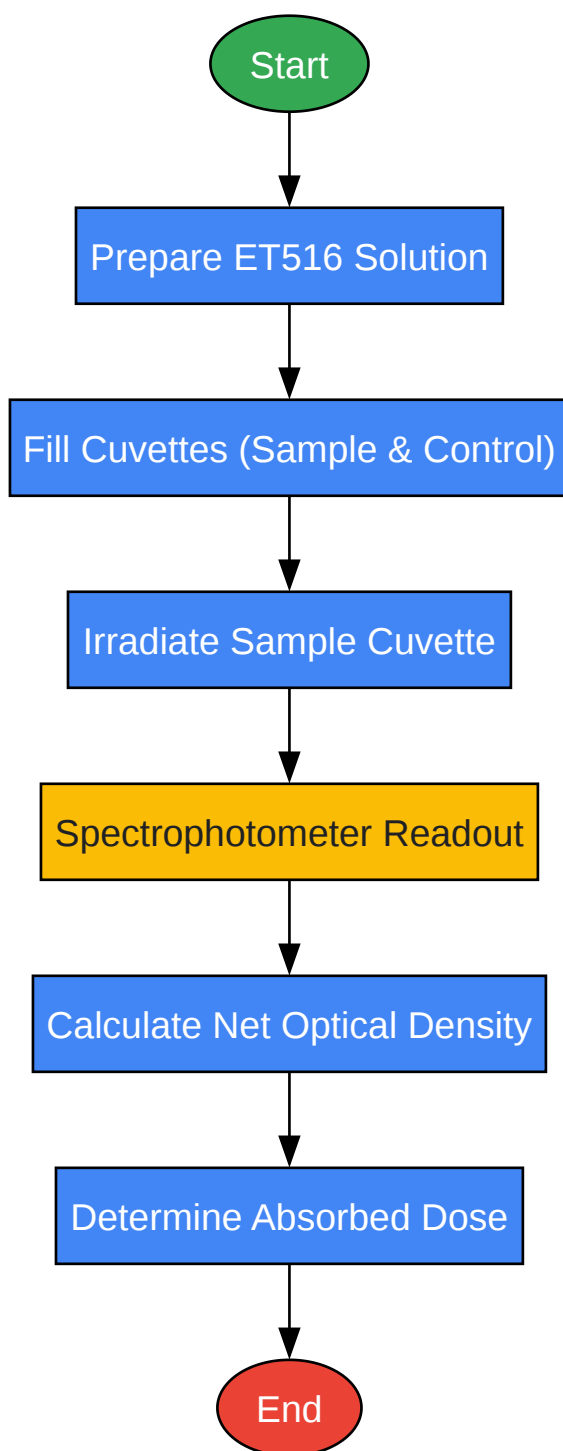 Start
Prepare ET516 Solution
Fill Cuvettes (Sample & Control)
Irradiate Sample Cuvette
Spectrophotometer Readout
Calculate Net Optical Density
Determine Absorbed Dose
End